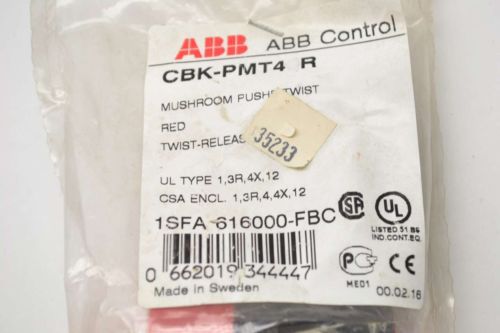 ABB ABB Control
CBK-PMT4 R
MUSHROOM PUSH TWIST
RED
TWIST-RELEAS
35233
UL TYPE 1,3R,4X,12
CSA ENCL. 1,3R,4,4X,12
1SFA 616000-FBC
SA UL
LISTED 51 B6
IND.CONT.EQ.
0 662019 344447
ME01
Made in Sweden
00.02.16